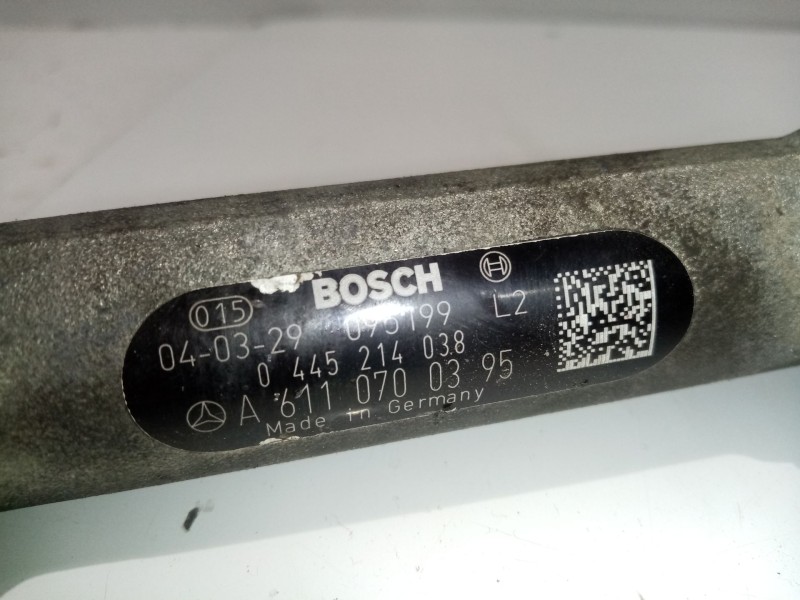 BOSCH
015
04-03-29 095199 L2
0 445 214 038
A 611 070 03 95
Made in Germany